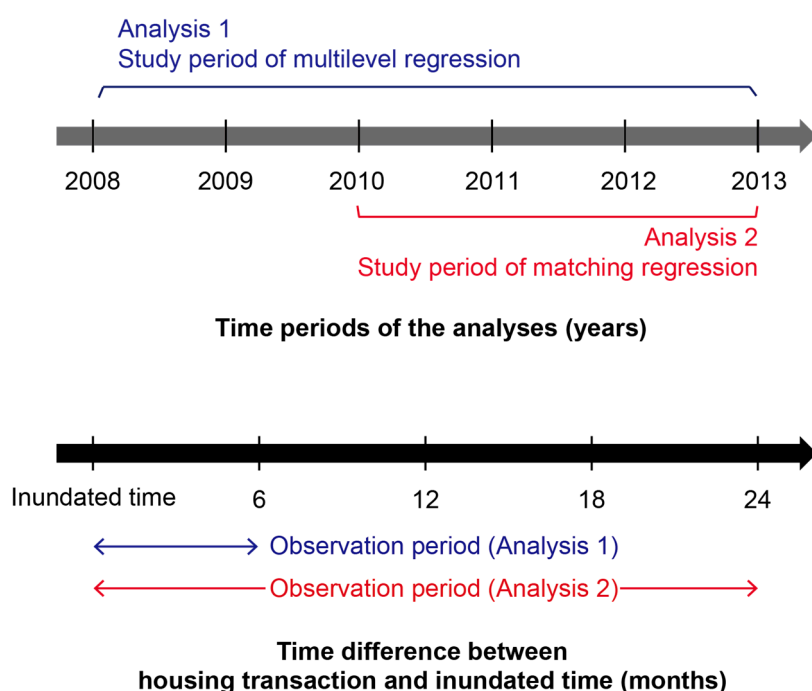 Analysis 1
Study period of multilevel regression
2008 2009 2010 2011 2012 2013
Analysis 2
Study period of matching regression
Time periods of the analyses (years)
Inundated time 6 12 18 24
Observation period (Analysis 1)
Observation period (Analysis 2)
Time difference between
housing transaction and inundated time (months)